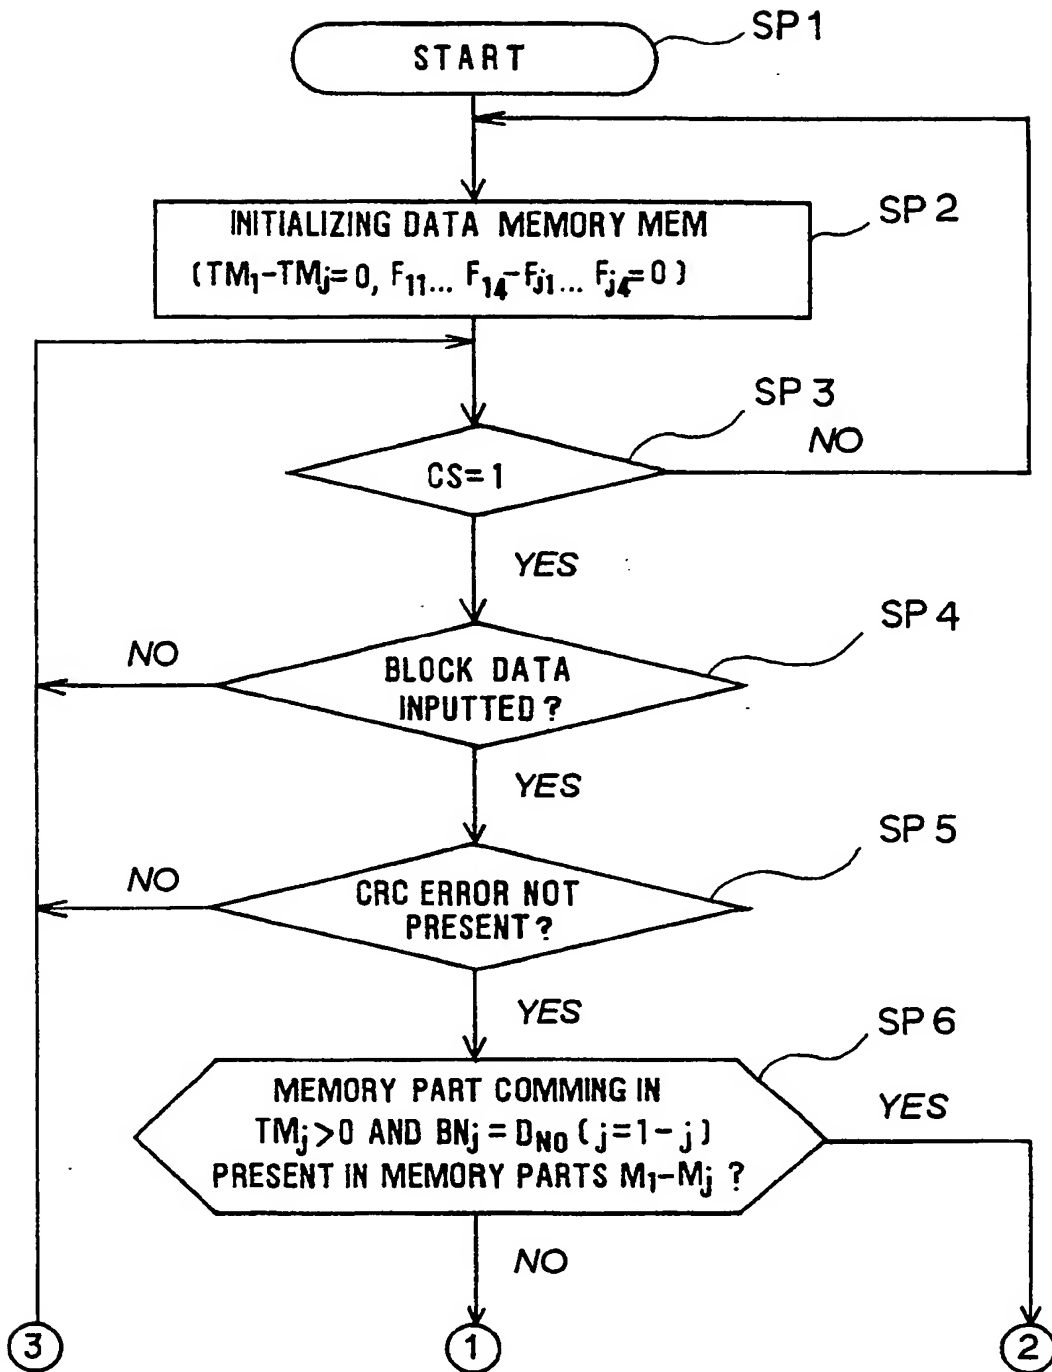 SP1
START
SP2
INITIALIZING DATA MEMORY MEM
(TM₁-TMⱼ=0, F₁₁... F₁₄-Fⱼ₁... Fⱼ₄=0)
SP3
NO
CS=1
YES
SP4
NO
BLOCK DATA
INPUTTED?
YES
SP5
NO
CRC ERROR NOT
PRESENT?
YES
SP6
MEMORY PART COMMING IN
YES
TMⱼ>0 AND BNⱼ=D_NO (j=1-j)
PRESENT IN MEMORY PARTS M₁-Mⱼ ?
NO
3
1
2